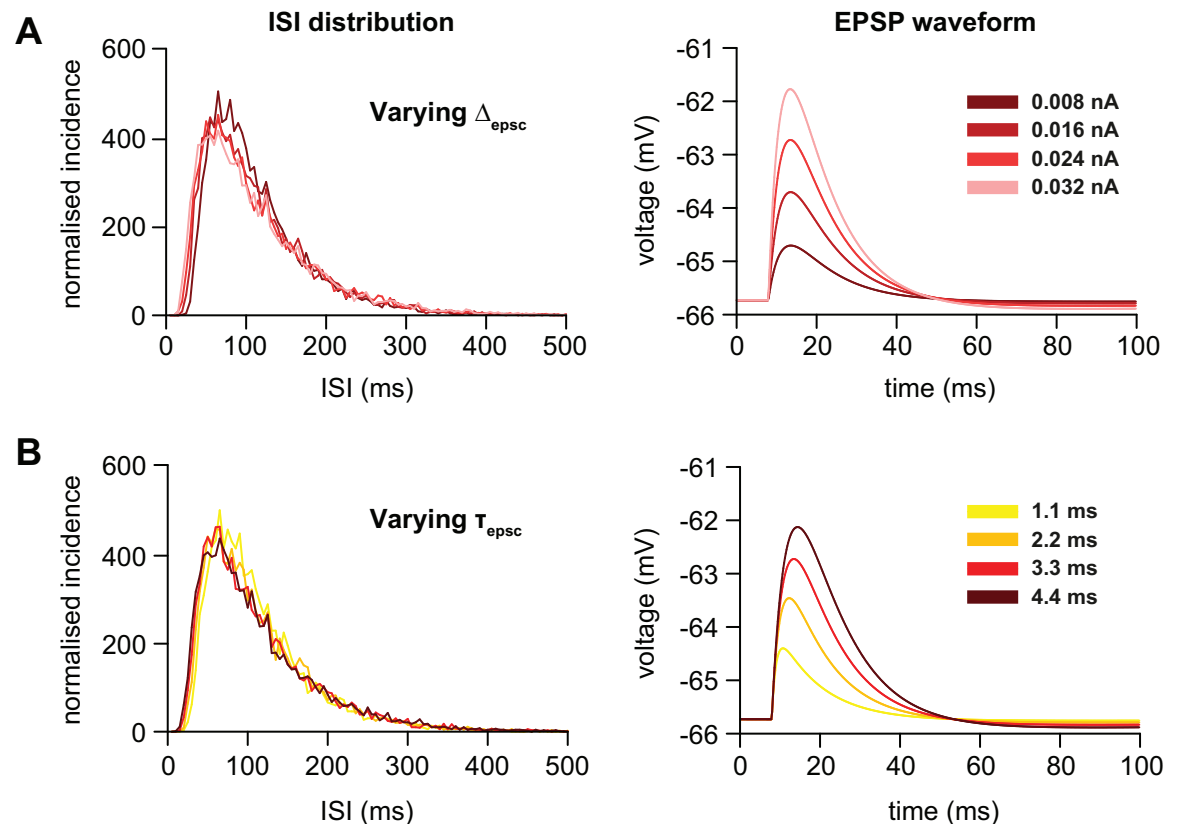 A
ISI distribution
EPSP waveform
600
400
200
0
normalised incidence
Varying Δepsc
0 100 200 300 400 500
ISI (ms)
-61
-62
-63
-64
-65
-66
voltage (mV)
0.008 nA
0.016 nA
0.024 nA
0.032 nA
0 20 40 60 80 100
time (ms)
B
600
400
200
0
normalised incidence
Varying τepsc
0 100 200 300 400 500
ISI (ms)
-61
-62
-63
-64
-65
-66
voltage (mV)
1.1 ms
2.2 ms
3.3 ms
4.4 ms
0 20 40 60 80 100
time (ms)